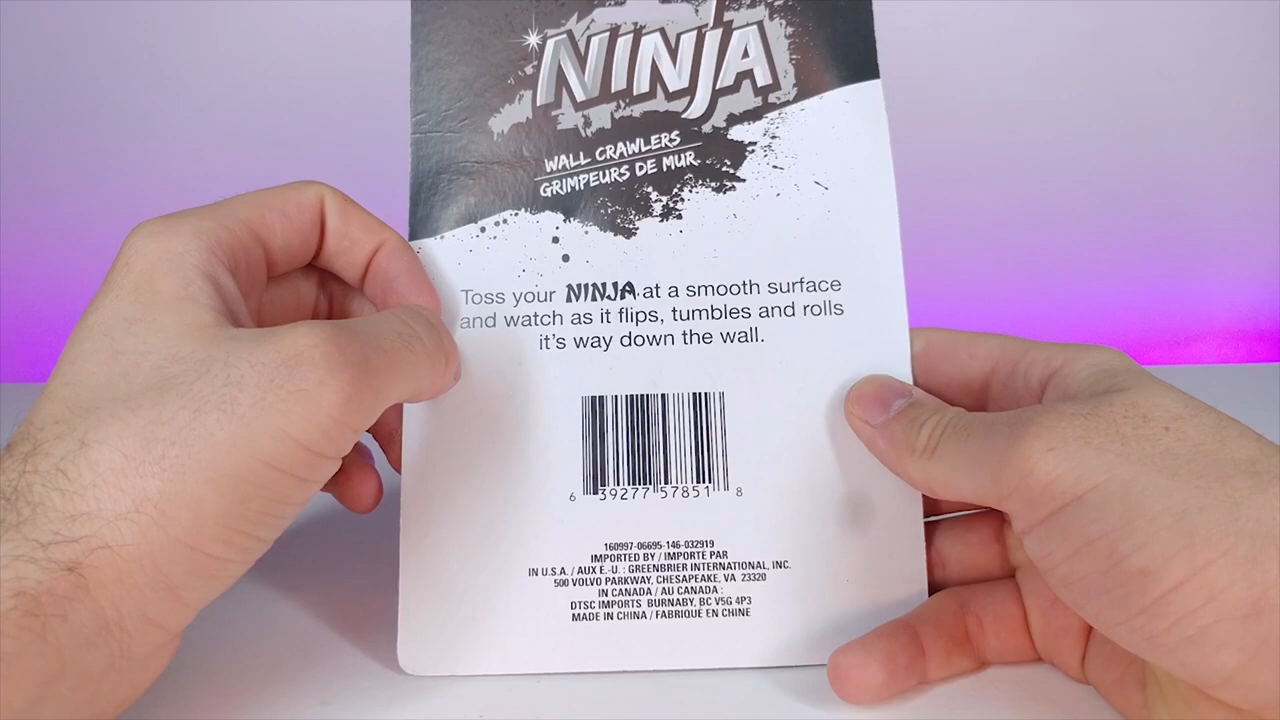 NINJA
WALL CRAWLERS
GRIMPEURS DE MUR
Toss your NINJA at a smooth surface
and watch as it flips, tumbles and rolls
it's way down the wall.
6 39277 57851 8
160997-06695-146-032919
IMPORTED BY / IMPORTÉ PAR
IN U.S.A. / AUX É.-U. : GREENBRIER INTERNATIONAL, INC.
500 VOLVO PARKWAY, CHESAPEAKE, VA 23320
IN CANADA / AU CANADA :
DTSC IMPORTS BURNABY, BC V5G 4P3
MADE IN CHINA / FABRIQUÉ EN CHINE